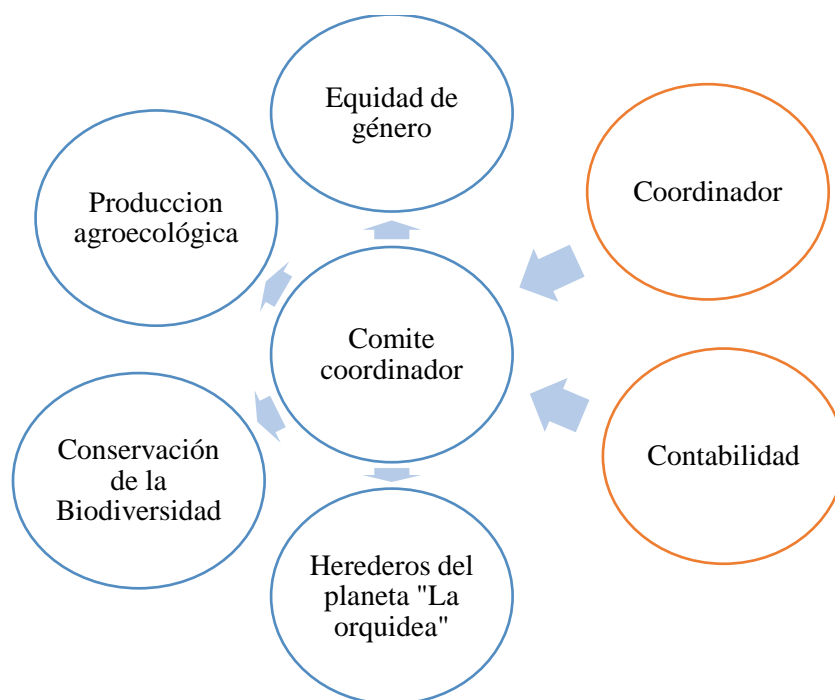 Equidad de
género
Produccion
agroecológica
Coordinador
Comite
coordinador
Conservación
de la
Biodiversidad
Contabilidad
Herederos del
planeta "La
orquidea"